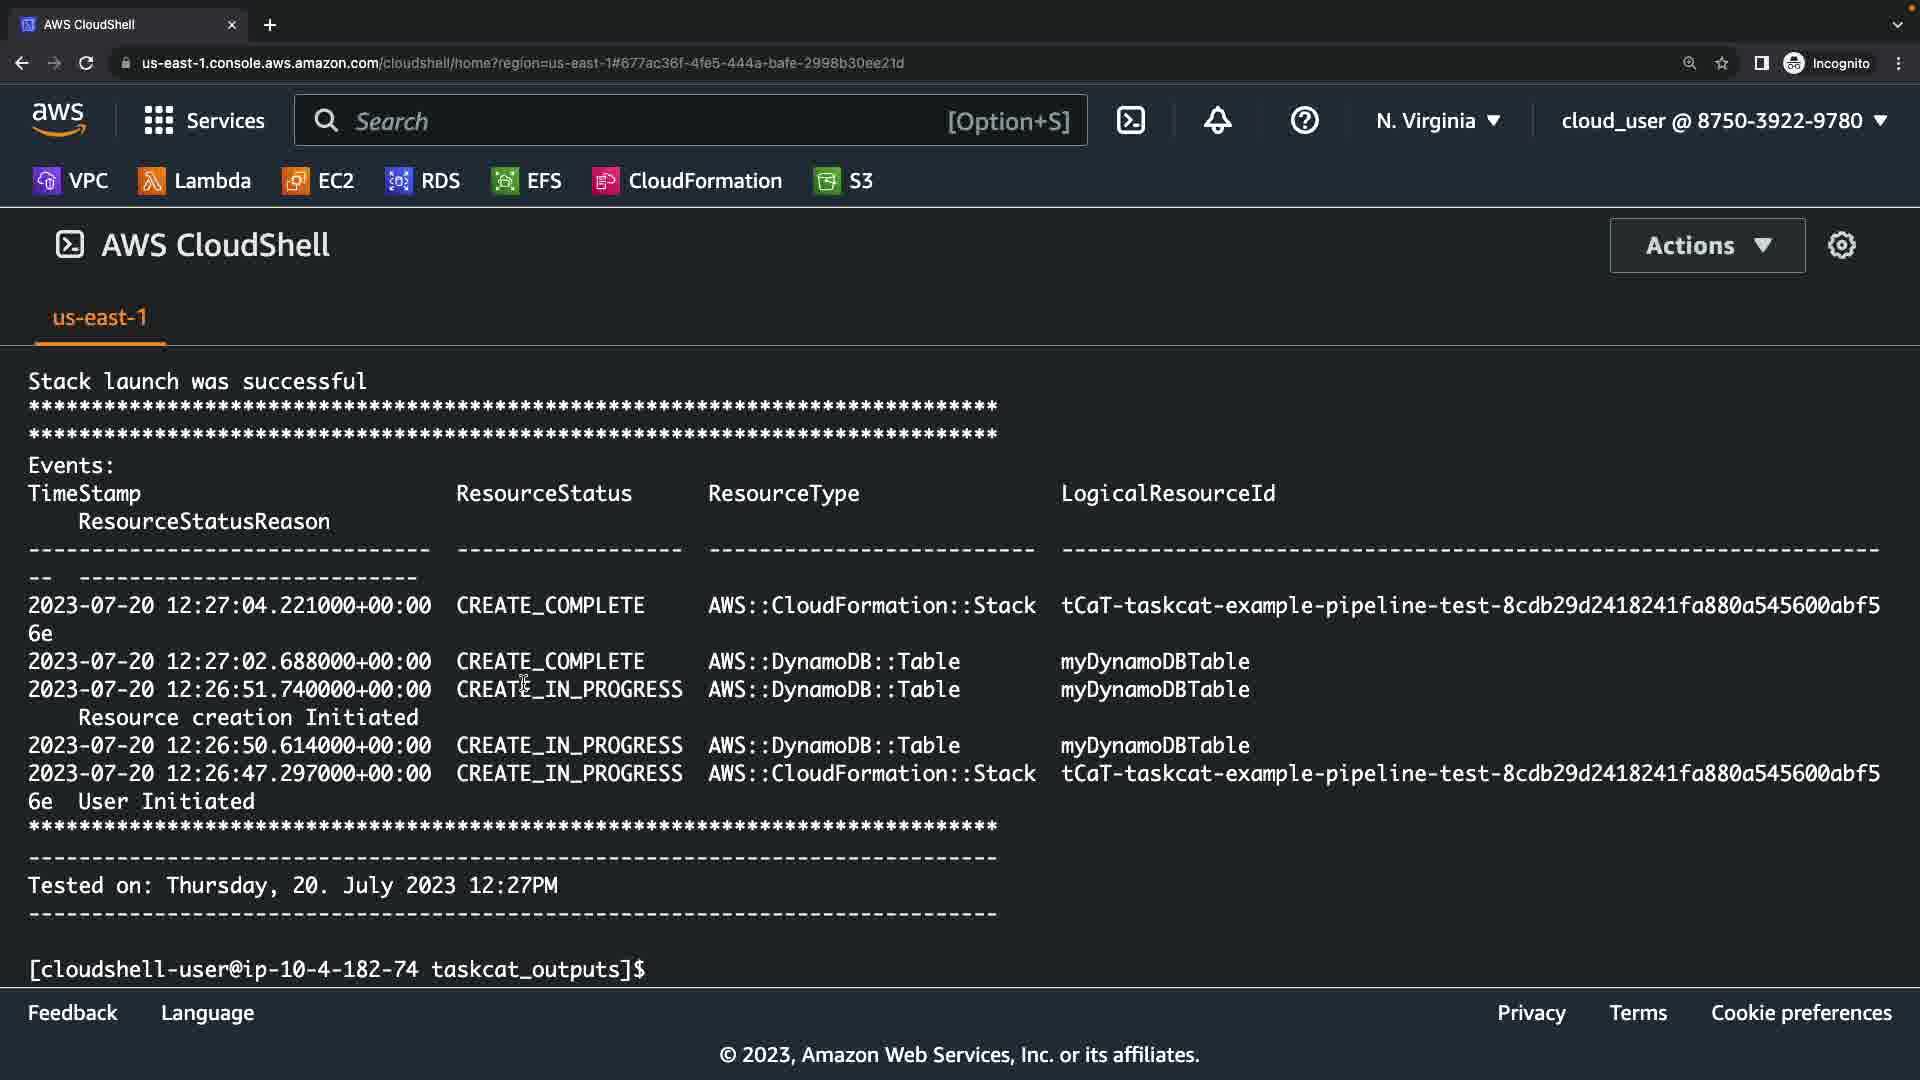 AWS CloudShell
us-east-1.console.aws.amazon.com/cloudshell/home?region=us-east-1#677ac36f-4fe5-444a-bafe-2998b30ee21d
Incognito
aws
Services
Search
[Option+S]
N. Virginia
cloud_user @ 8750-3922-9780
VPC
Lambda
EC2
RDS
EFS
CloudFormation
S3
AWS CloudShell
Actions
us-east-1
Stack launch was successful
*****************************************************************************
*****************************************************************************
Events:
TimeStamp ResourceStatus ResourceType LogicalResourceId
ResourceStatusReason
-------------------------------- ------------------ -------------------------- -----------------------------------------------------------------
-- ---------------------------
2023-07-20 12:27:04.221000+00:00 CREATE_COMPLETE AWS::CloudFormation::Stack tCaT-taskcat-example-pipeline-test-8cdb29d2418241fa880a545600abf5
6e
2023-07-20 12:27:02.688000+00:00 CREATE_COMPLETE AWS::DynamoDB::Table myDynamoDBTable
2023-07-20 12:26:51.740000+00:00 CREATE_IN_PROGRESS AWS::DynamoDB::Table myDynamoDBTable
Resource creation Initiated
2023-07-20 12:26:50.614000+00:00 CREATE_IN_PROGRESS AWS::DynamoDB::Table myDynamoDBTable
2023-07-20 12:26:47.297000+00:00 CREATE_IN_PROGRESS AWS::CloudFormation::Stack tCaT-taskcat-example-pipeline-test-8cdb29d2418241fa880a545600abf5
6e User Initiated
*****************************************************************************
-----------------------------------------------------------------------------
Tested on: Thursday, 20. July 2023 12:27PM
-----------------------------------------------------------------------------
[cloudshell-user@ip-10-4-182-74 taskcat_outputs]$
Feedback
Language
Privacy
Terms
Cookie preferences
© 2023, Amazon Web Services, Inc. or its affiliates.